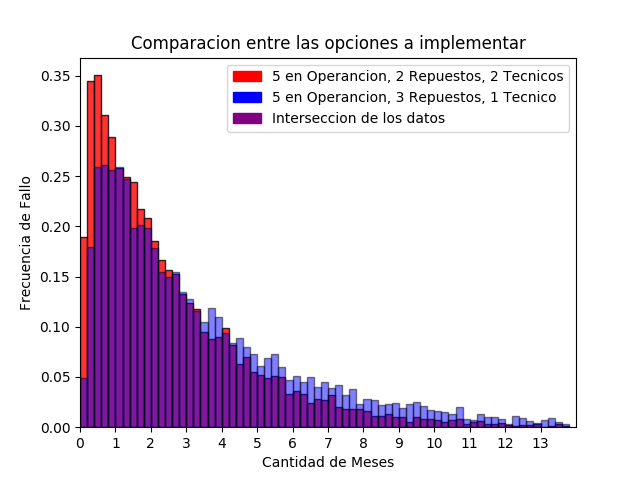 Comparacion entre las opciones a implementar
5 en Operancion, 2 Repuestos, 2 Tecnicos
5 en Operancion, 3 Repuestos, 1 Tecnico
Interseccion de los datos
Frecuencia de Fallo
0.35
0.30
0.25
0.20
0.15
0.10
0.05
0.00
0 1 2 3 4 5 6 7 8 9 10 11 12 13
Cantidad de Meses